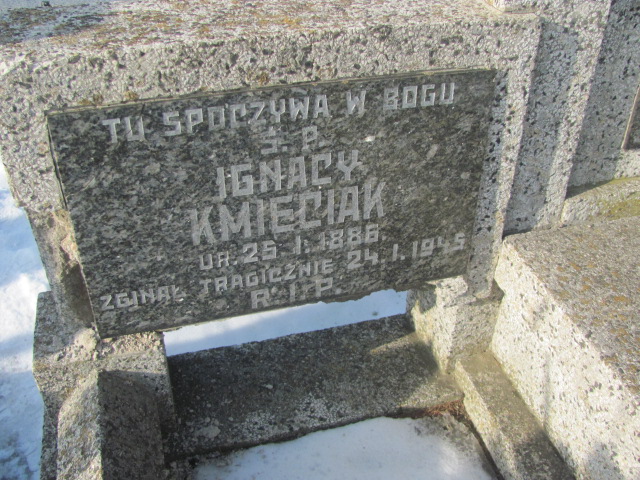 TU SPOCZYWA W BOGU
Ś. P.
IGNACY
KMIECIAK
UR. 25.1.1886
ZGINĄŁ TRAGICZNIE 24.1.1945
R.I.P.